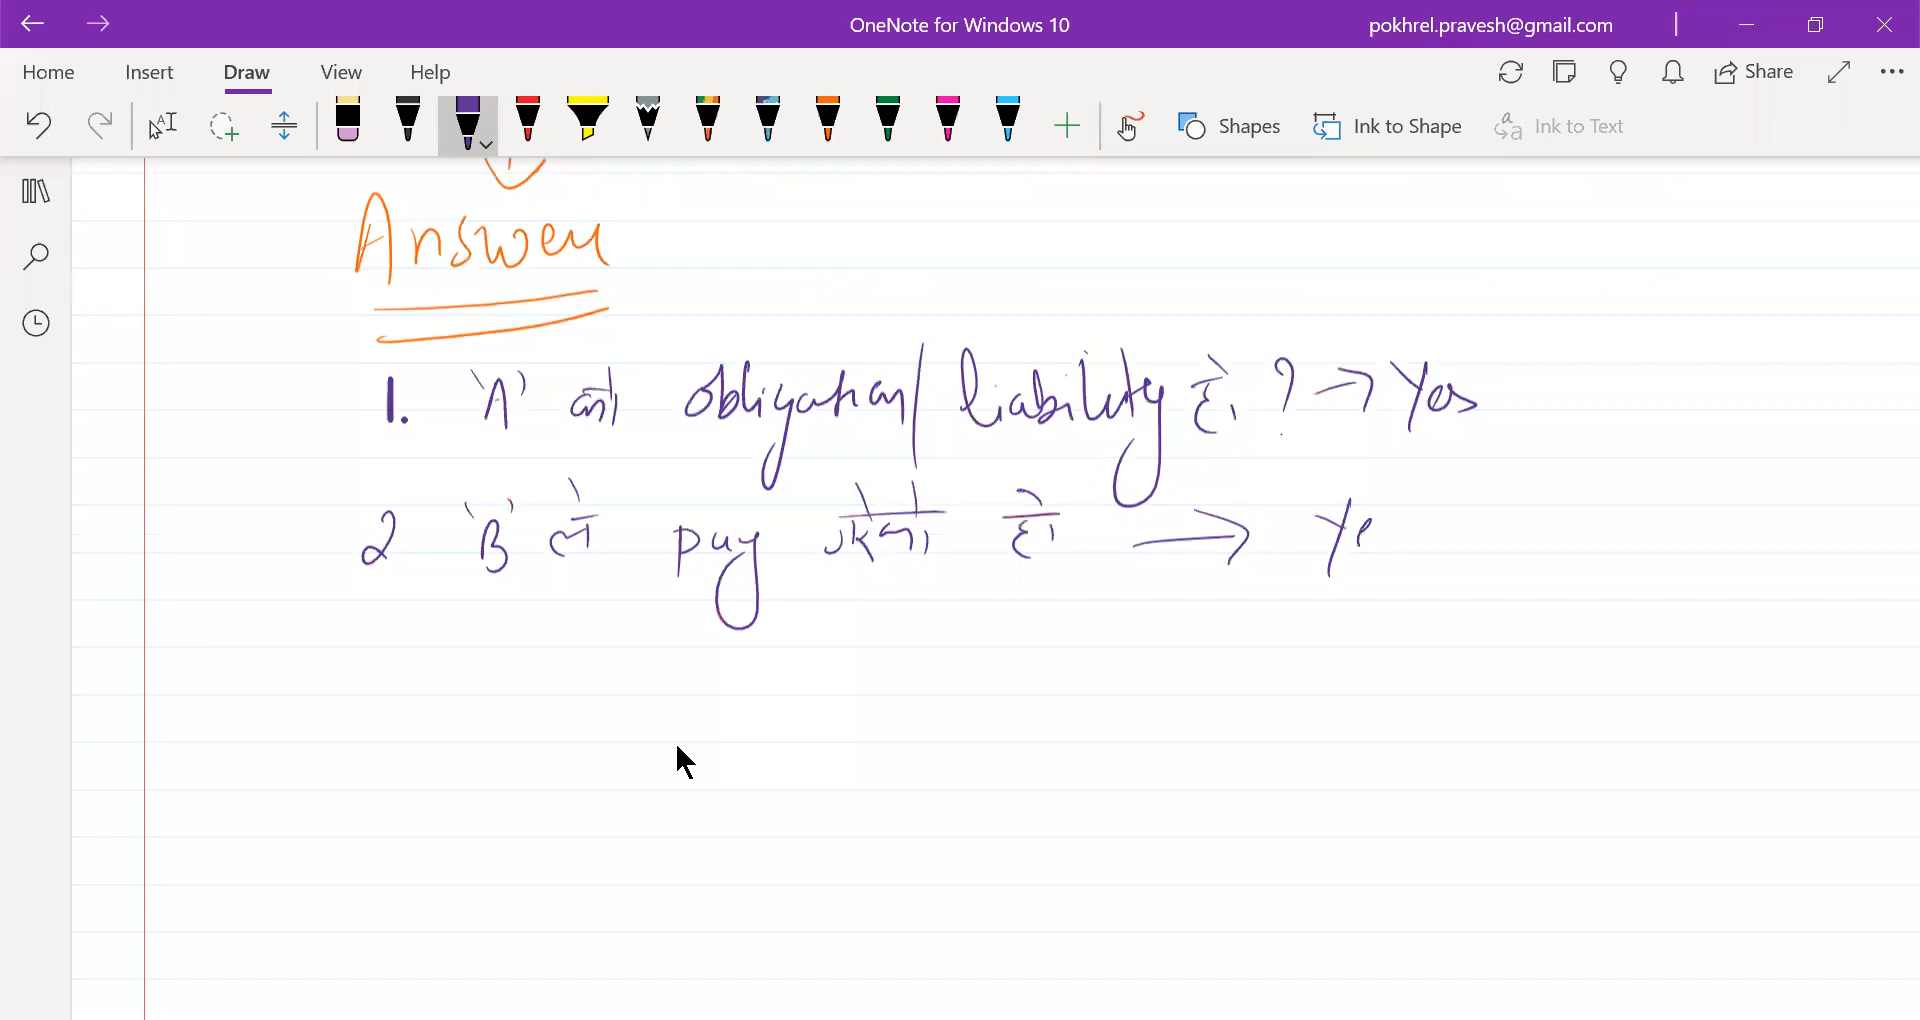 OneNote for Windows 10 pokhrel.pravesh@gmail.com
Home Insert Draw View Help Share
Shapes Ink to Shape Ink to Text
Answer
1. 'A' को obligation/liability हो ? → Yes
2 'B' ले pay गर्ने हो → Ye